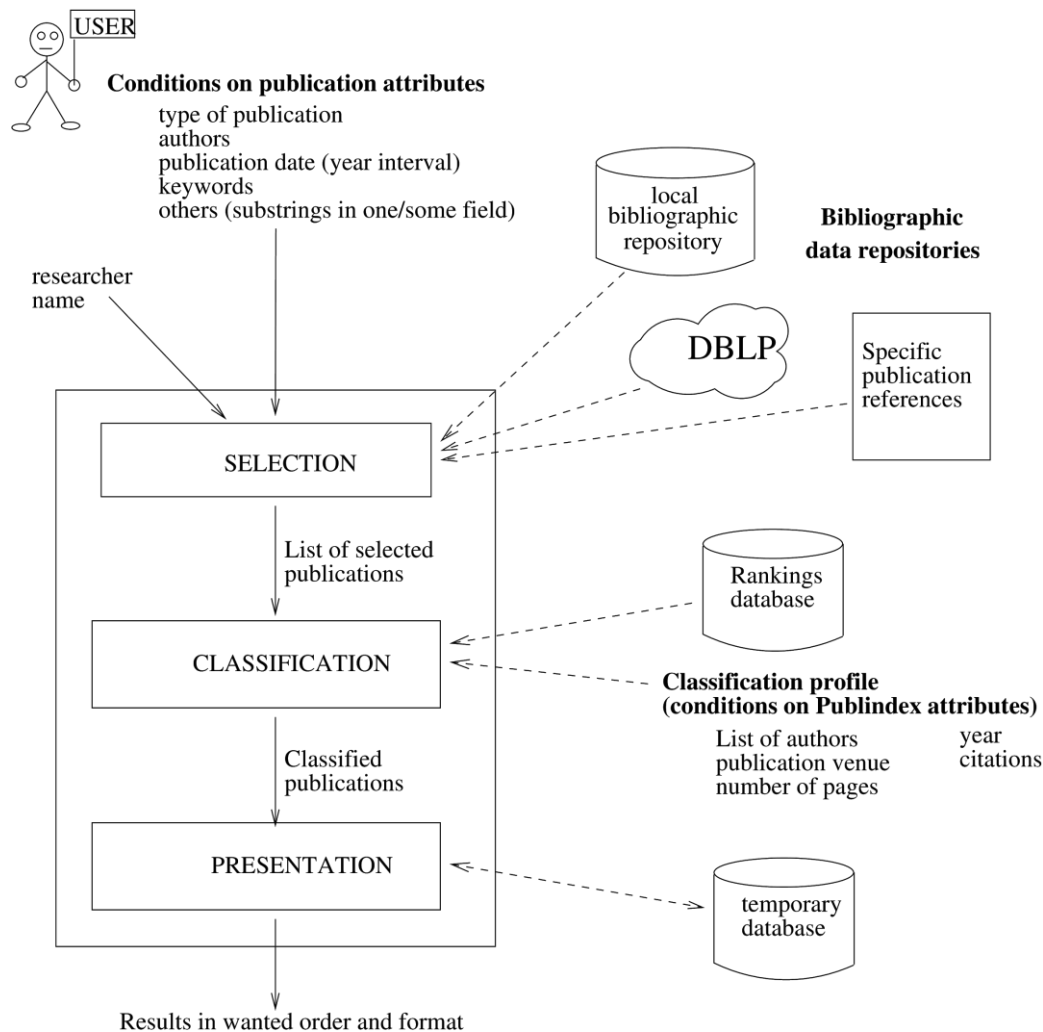 USER
Conditions on publication attributes
type of publication
authors
publication date (year interval)
keywords
others (substrings in one/some field)
researcher
name
local
bibliographic
repository
Bibliographic
data repositories
DBLP
Specific
publication
references
SELECTION
List of selected
publications
Rankings
database
CLASSIFICATION
Classification profile
(conditions on Publindex attributes)
List of authors
publication venue
number of pages
year
citations
Classified
publications
PRESENTATION
temporary
database
Results in wanted order and format